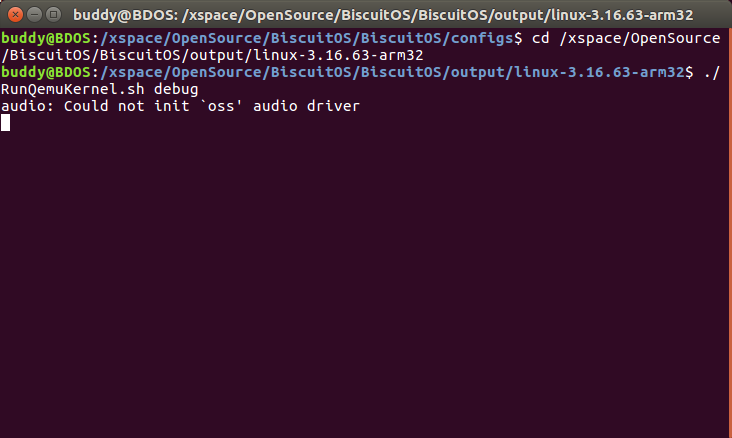 buddy@BDOS: /xspace/OpenSource/BiscuitOS/BiscuitOS/output/linux-3.16.63-arm32
buddy@BDOS:/xspace/OpenSource/BiscuitOS/BiscuitOS/configs$ cd /xspace/OpenSource
/BiscuitOS/BiscuitOS/output/linux-3.16.63-arm32
buddy@BDOS:/xspace/OpenSource/BiscuitOS/BiscuitOS/output/linux-3.16.63-arm32$ ./
RunQemuKernel.sh debug
audio: Could not init `oss' audio driver